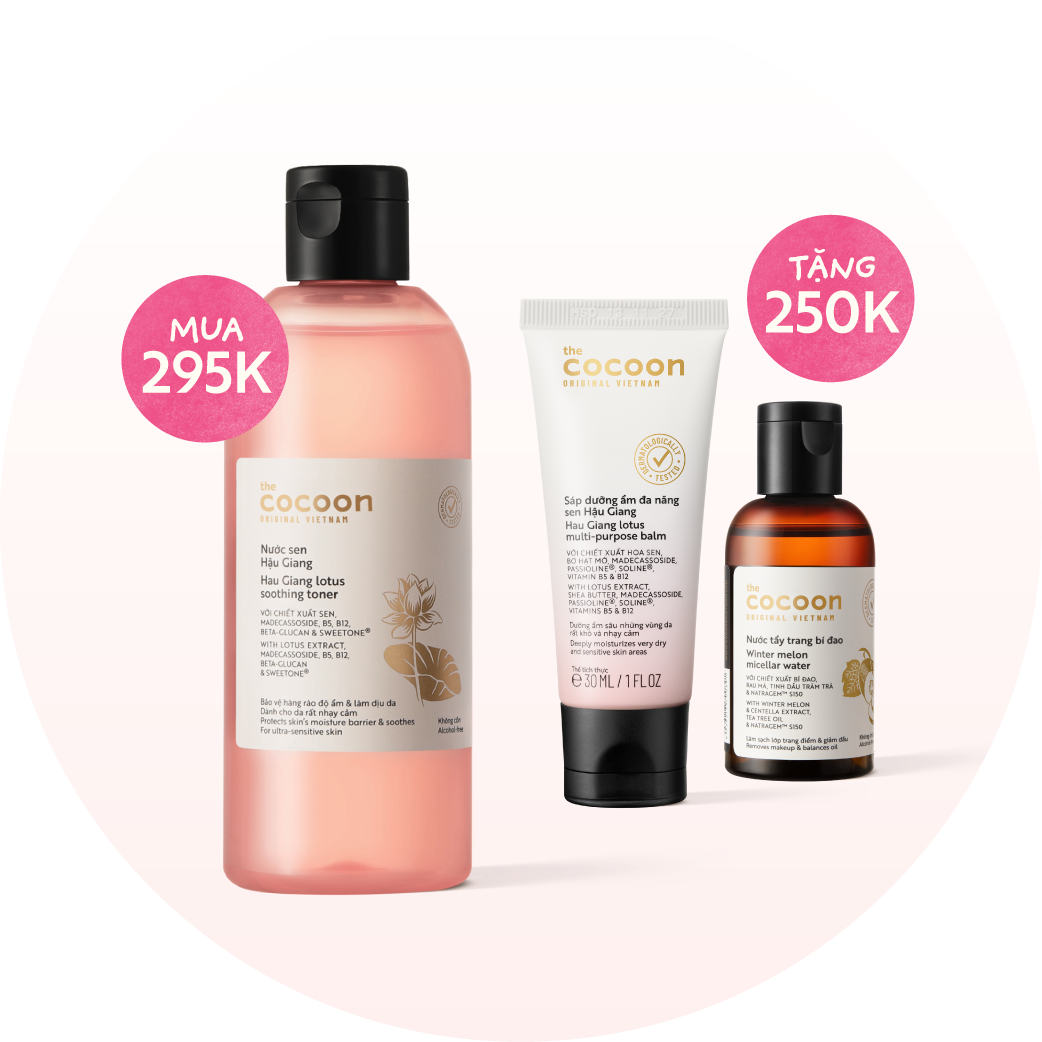 MUA
295K
the
cocoon
ORIGINAL VIETNAM
Nước sen
Hậu Giang
Hau Giang lotus
soothing toner
VỚI CHIẾT XUẤT SEN,
MADECASSOSIDE, B5, B12,
BETA-GLUCAN & SWEETONE®
WITH LOTUS EXTRACT,
MADECASSOSIDE, B5, B12,
BETA-GLUCAN
& SWEETONE®
Bảo vệ hàng rào độ ẩm & làm dịu da
Dành cho da rất nhạy cảm
Protects skin's moisture barrier & soothes
For ultra-sensitive skin
Không cồn
Alcohol-free
the
cocoon
ORIGINAL VIETNAM
DERMATOLOGICALLY
TESTED
Sáp dưỡng ẩm đa năng
sen Hậu Giang
Hau Giang lotus
multi-purpose balm
VỚI CHIẾT XUẤT HOA SEN,
BƠ HẠT MỠ, MADECASSOSIDE,
PASSIOLINE®, SOLINE®,
VITAMIN B5 & B12
WITH LOTUS EXTRACT,
SHEA BUTTER, MADECASSOSIDE,
PASSIOLINE®, SOLINE®,
VITAMINS B5 & B12
Dưỡng ẩm sâu những vùng da
rất khô và nhạy cảm
Deeply moisturizes very dry
and sensitive skin areas
Thể tích thực
℮ 30 ML / 1 FL OZ
TẶNG
250K
the
cocoon
ORIGINAL VIETNAM
Nước tẩy trang bí đao
Winter melon
micellar water
VỚI CHIẾT XUẤT BÍ ĐAO,
RAU MÁ, TINH DẦU TRÀM TRÀ
& NATRAGEM™ S150
WITH WINTER MELON
& CENTELLA EXTRACT,
TEA TREE OIL,
& NATRAGEM™ S150
Làm sạch lớp trang điểm & giảm dầu
Removes makeup & balances oil